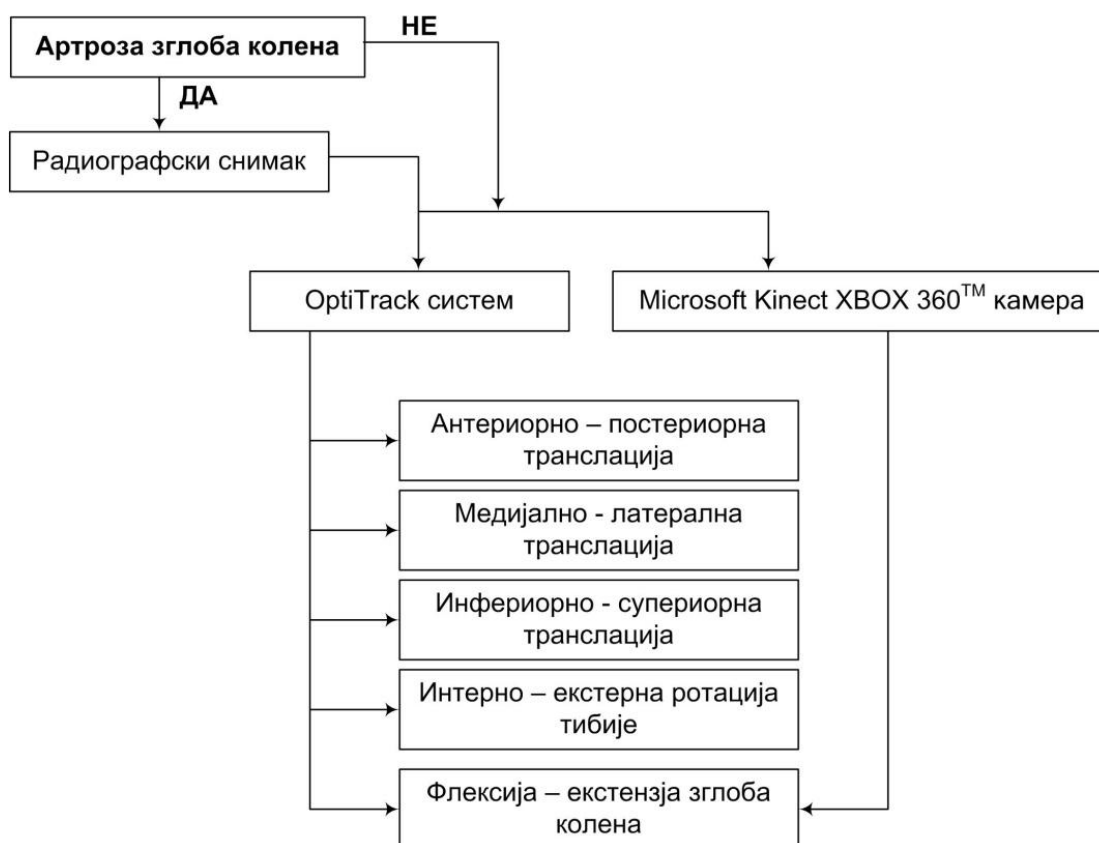 Артроза зглоба колена
НЕ
ДА
Радиографски снимак
OptiTrack систем
Microsoft Kinect XBOX 360TM камера
Антериорно – постериорна
транслација
Медијално - латерална
транслација
Инфериорно - супериорна
транслација
Интерно – екстерна ротација
тибије
Флексија – екстензја зглоба
колена